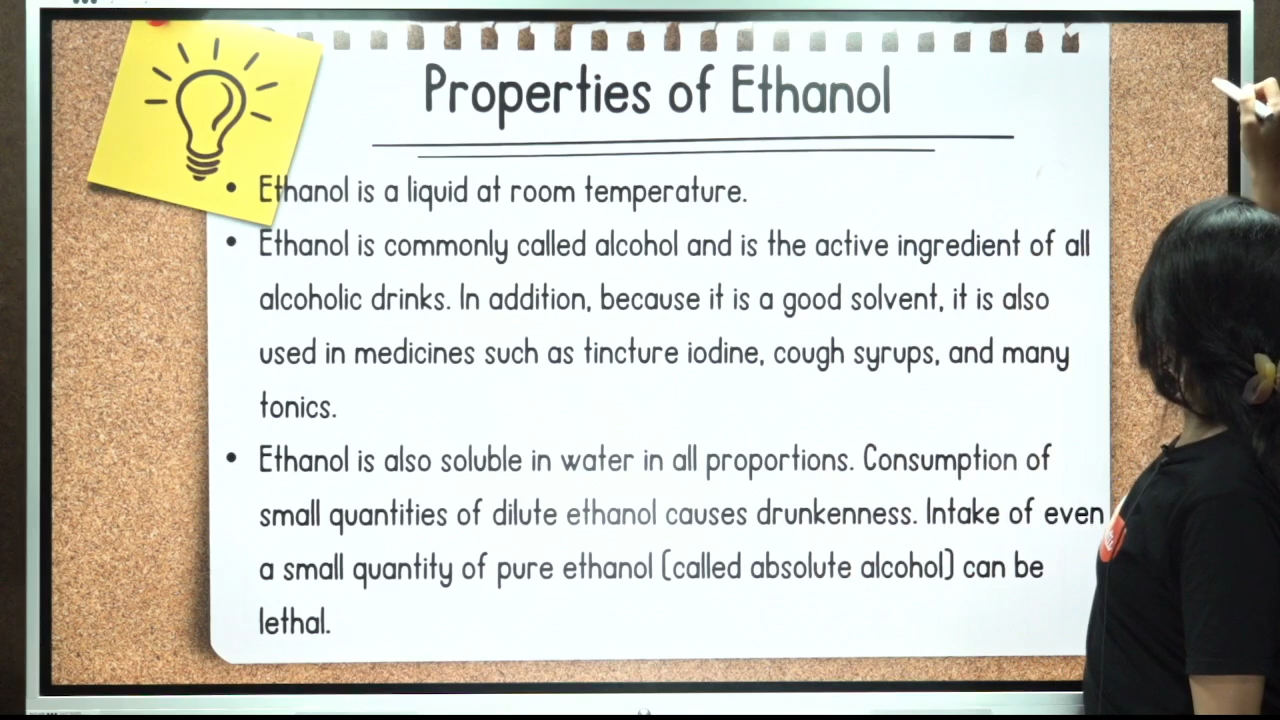 Properties of Ethanol
• Ethanol is a liquid at room temperature.
• Ethanol is commonly called alcohol and is the active ingredient of all
alcoholic drinks. In addition, because it is a good solvent, it is also
used in medicines such as tincture iodine, cough syrups, and many
tonics.
• Ethanol is also soluble in water in all proportions. Consumption of
small quantities of dilute ethanol causes drunkenness. Intake of even
a small quantity of pure ethanol (called absolute alcohol) can be
lethal.